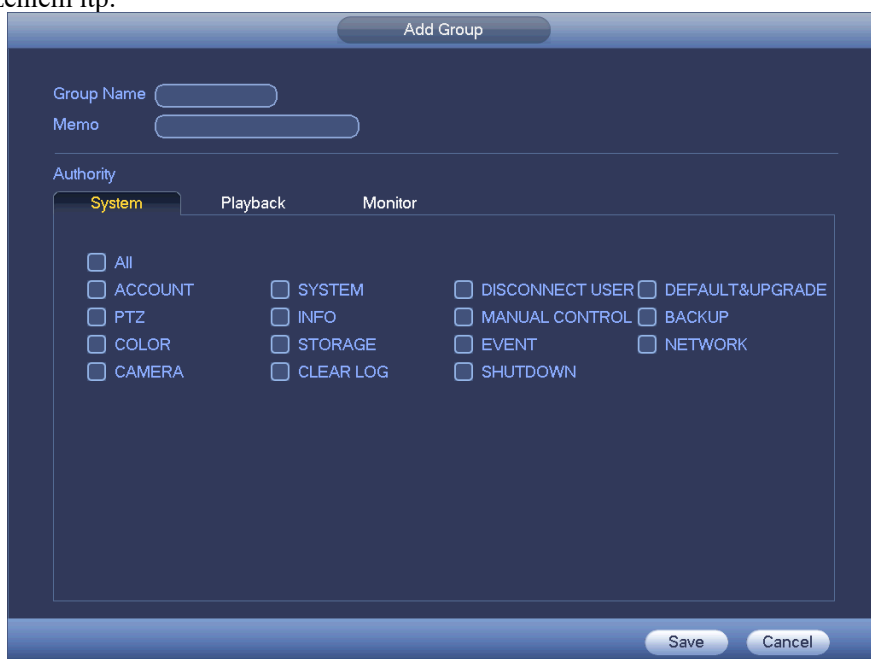 Add Group
Group Name
Memo
Authority
System Playback Monitor
All
ACCOUNT SYSTEM DISCONNECT USER DEFAULT&UPGRADE
PTZ INFO MANUAL CONTROL BACKUP
COLOR STORAGE EVENT NETWORK
CAMERA CLEAR LOG SHUTDOWN
Save Cancel